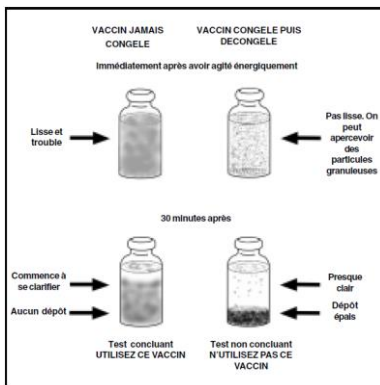 VACCIN JAMAIS
CONGELE
VACCIN CONGELE PUIS
DECONGELE
Immédiatement après avoir agité énergiquement
Lisse et
trouble
Pas lisse. On
peut
apercevoir
des
particules
granuleuses
30 minutes après
Commence à
se clarifier
Aucun dépôt
Presque
clair
Dépôt
épais
Test concluant
UTILISEZ CE VACCIN
Test non concluant
N'UTILISEZ PAS CE
VACCIN